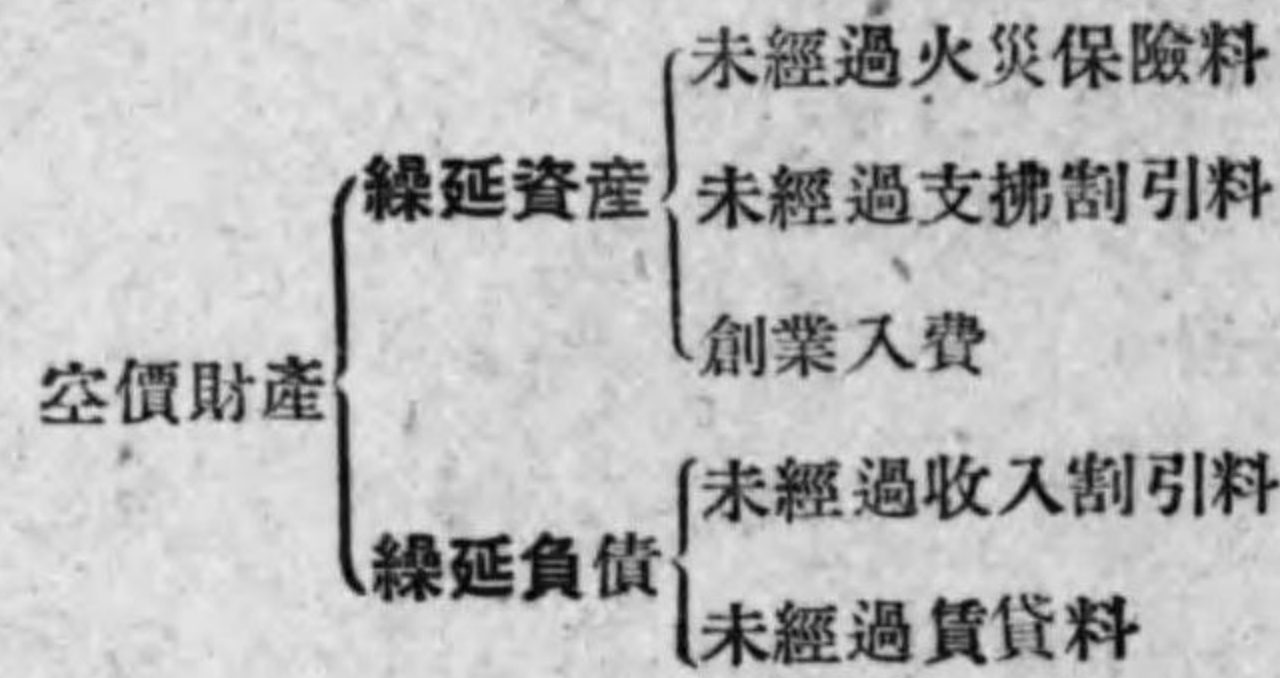 未經過火災保險料
繰延資産
未經過支拂割引料
創業入費
空價財產
未經過收入割引料
繰延負債
未經過賃貸料